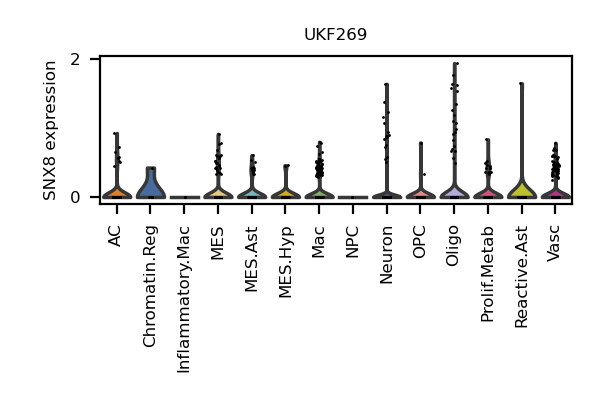 UKF269
SNX8 expression
2
0
AC
Chromatin.Reg
Inflammatory.Mac
MES
MES.Ast
MES.Hyp
Mac
NPC
Neuron
OPC
Oligo
Prolif.Metab
Reactive.Ast
Vasc